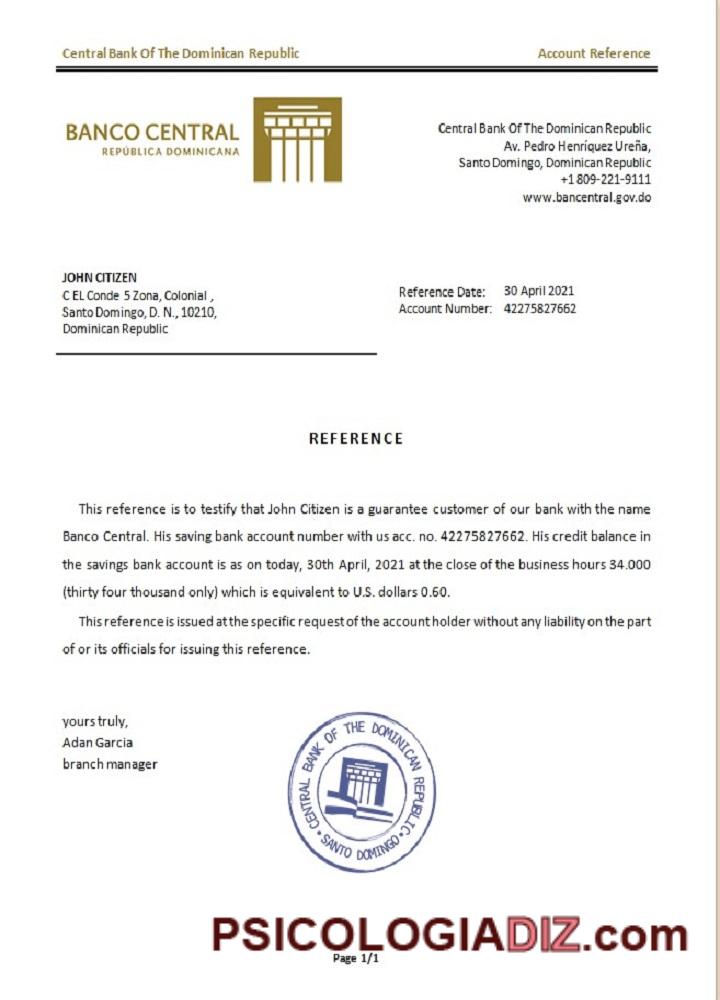 Central Bank Of The Dominican Republic
Account Reference
BANCO CENTRAL
REPÚBLICA DOMINICANA
Central Bank Of The Dominican Republic
Av. Pedro Henríquez Ureña,
Santo Domingo, Dominican Republic
+1 809-221-9111
www.bancentral.gov.do
JOHN CITIZEN
C EL Conde 5 Zona, Colonial ,
Santo Domingo, D. N., 10210,
Dominican Republic
Reference Date: 30 April 2021
Account Number: 42275827662
REFERENCE
This reference is to testify that John Citizen is a guarantee customer of our bank with the name
Banco Central. His saving bank account number with us acc. no. 42275827662. His credit balance in
the savings bank account is as on today, 30th April, 2021 at the close of the business hours 34.000
(thirty four thousand only) which is equivalent to U.S. dollars 0.60.
This reference is issued at the specific request of the account holder without any liability on the part
of or its officials for issuing this reference.
yours truly,
Adan Garcia
branch manager
CENTRAL BANK OF THE DOMINICAN REPUBLIC
• SANTO DOMINGO •
PSICOLOGIADIZ.com
Page 1/1